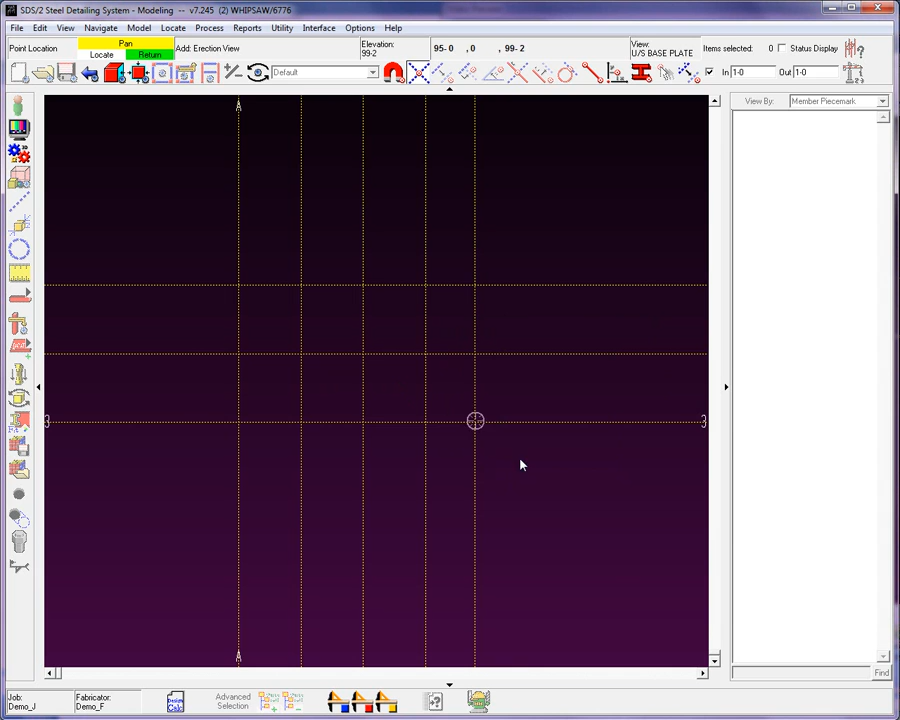 SDS/2 Steel Detailing System - Modeling -- v7.245 (2) WHIPSAW/6776
File Edit View Navigate Model Locate Process Reports Utility Interface Options Help
Point Location
Pan
Locate
Return
Add: Erection View
Elevation:
99-2
95-0 ,0 , 99-2
View:
U/S BASE PLATE
Items selected: 0
Status Display
Default
In 1-0
Out 1-0
View By: Member Piecemark
A
3
3
A
Find
Job:
Demo_J
Fabricator:
Demo_F
Advanced
Selection